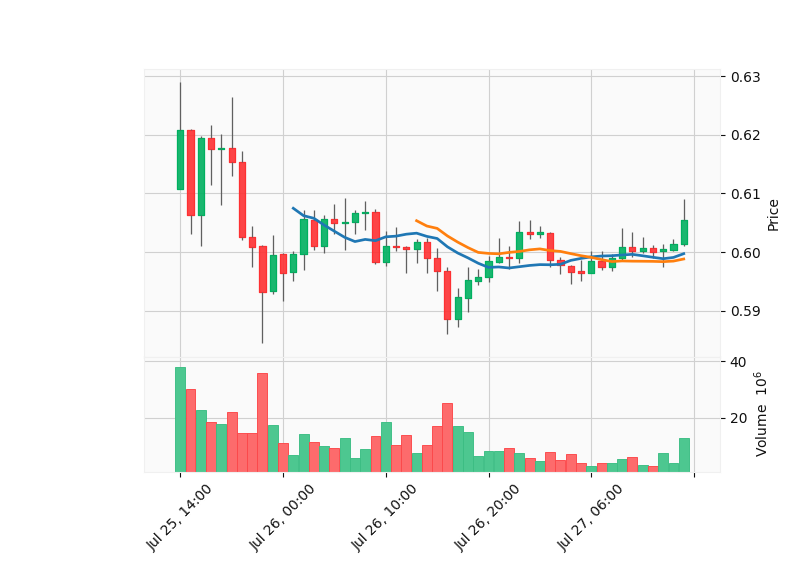 0.63
0.62
0.61
0.60
0.59
Price
40
20
Volume 10^6
Jul 25, 14:00
Jul 26, 00:00
Jul 26, 10:00
Jul 26, 20:00
Jul 27, 06:00